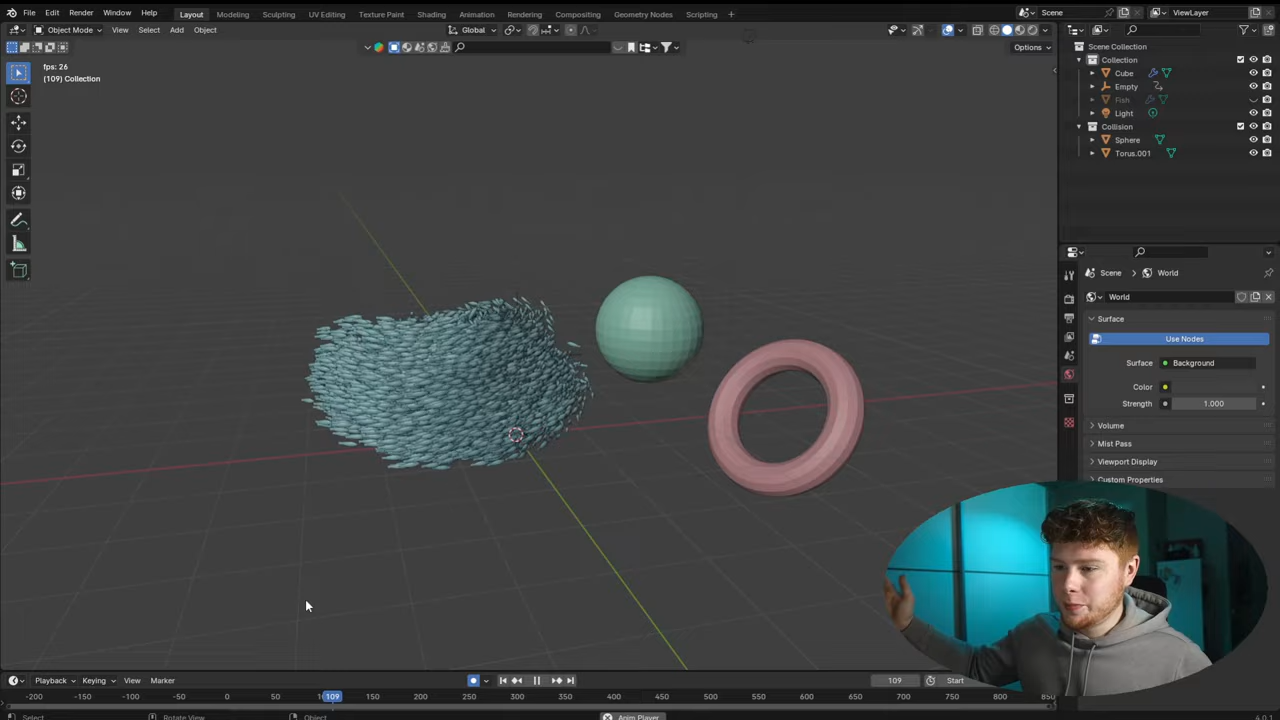 File Edit Render Window Help Layout Modeling Sculpting UV Editing Texture Paint Shading Animation Rendering Compositing Geometry Nodes Scripting + Scene ViewLayer
Object Mode View Select Add Object Global
Options
fps: 26
(109) Collection
Scene Collection
Collection
Cube
Empty
Fish
Light
Collision
Sphere
Torus.001
Scene > World
World
Surface
Use Nodes
Surface Background
Color
Strength 1.000
Volume
Mist Pass
Viewport Display
Custom Properties
Playback Keying View Marker 109 Start
-200 -150 -100 -50 0 50 109 150 200 250 300 350 400 450 500 550 600 650 700 750 800 850
Select Rotate View Object Anim Player 4.0.1